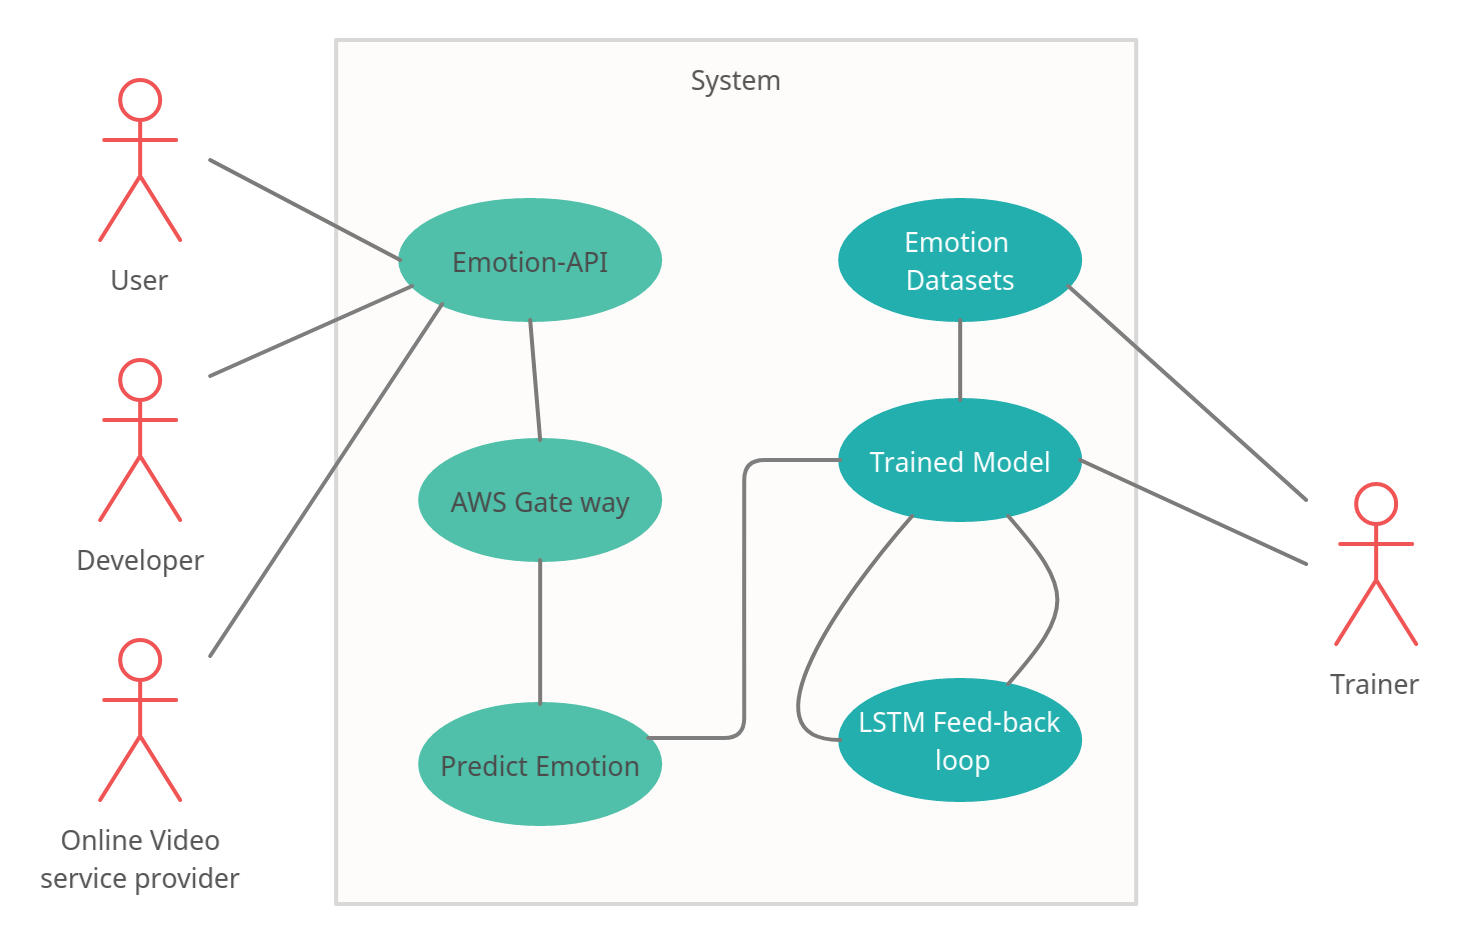 System
User
Emotion-API
Emotion
Datasets
Developer
AWS Gate way
Trained Model
Online Video
service provider
Predict Emotion
LSTM Feed-back
loop
Trainer